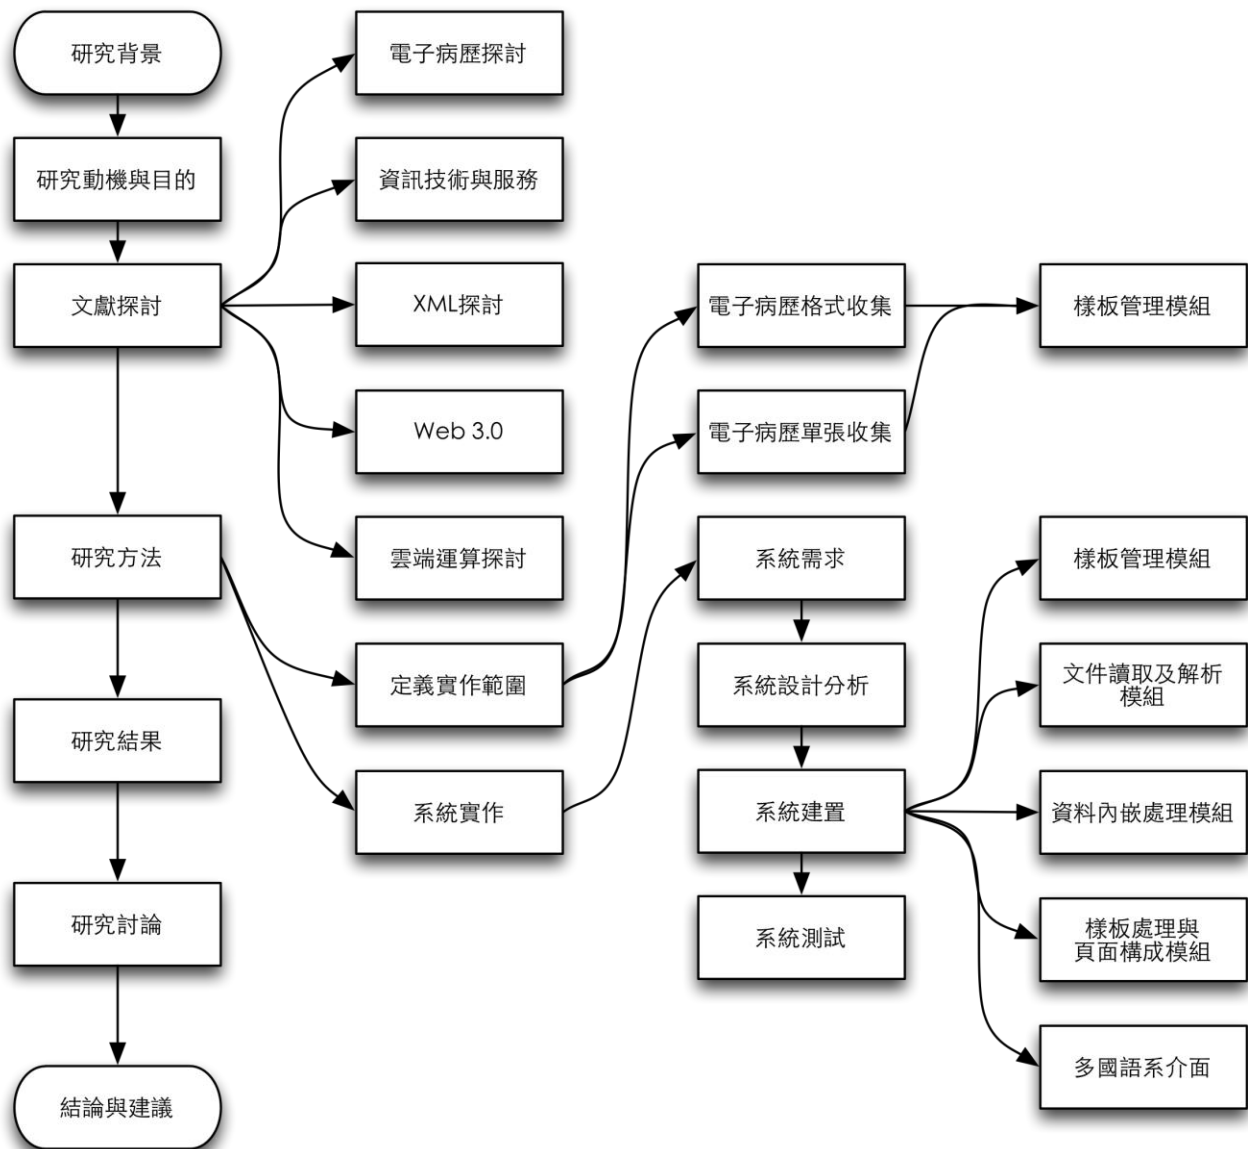 研究背景
研究動機與目的
文獻探討
研究方法
研究結果
研究討論
結論與建議
電子病歷探討
資訊技術與服務
XML探討
Web 3.0
雲端運算探討
定義實作範圍
系統實作
電子病歷格式收集
電子病歷單張收集
系統需求
系統設計分析
系統建置
系統測試
樣板管理模組
樣板管理模組
文件讀取及解析
模組
資料內嵌處理模組
樣板處理與
頁面構成模組
多國語系介面